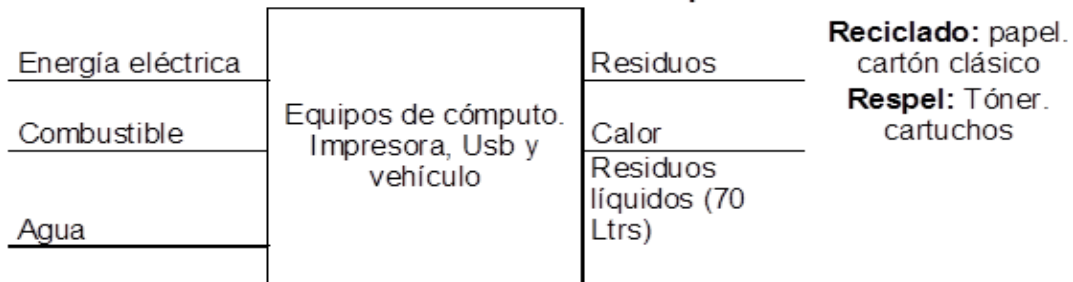 Energía eléctrica
Combustible
Agua
Equipos de cómputo.
Impresora, Usb y
vehículo
Residuos
Calor
Residuos
líquidos (70
Ltrs)
Reciclado: papel.
cartón clásico
Respel: Tóner.
cartuchos